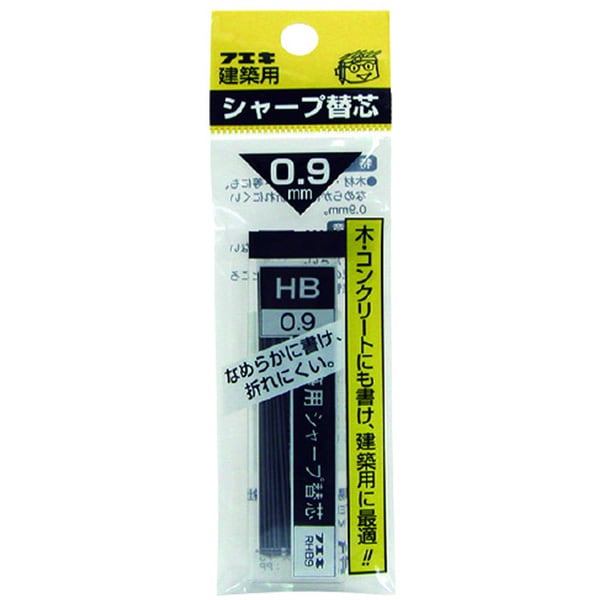 フエキ
建築用
シャープ替芯
0.9
mm
木・コンクリートにも書け、建築用に最適!!
HB
0.9
なめらかに書け、
折れにくい。
築用シャープ替芯
フエキ
RHB9